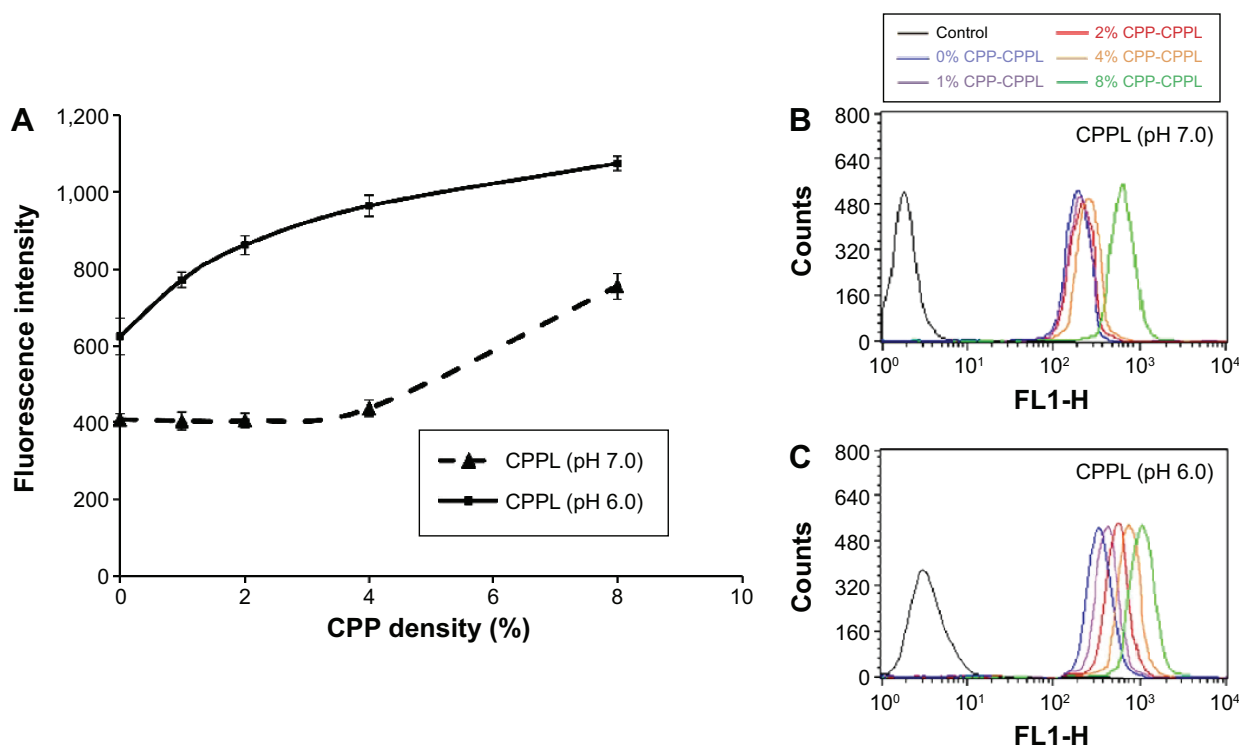 A
1,200
1,000
800
600
400
200
0
0 2 4 6 8 10
Fluorescence intensity
CPP density (%)
CPPL (pH 7.0)
CPPL (pH 6.0)
Control
2% CPP-CPPL
0% CPP-CPPL
4% CPP-CPPL
1% CPP-CPPL
8% CPP-CPPL
B
CPPL (pH 7.0)
800
640
480
320
160
0
Counts
10⁰ 10¹ 10² 10³ 10⁴
FL1-H
C
CPPL (pH 6.0)
800
640
480
320
160
0
Counts
10⁰ 10¹ 10² 10³ 10⁴
FL1-H